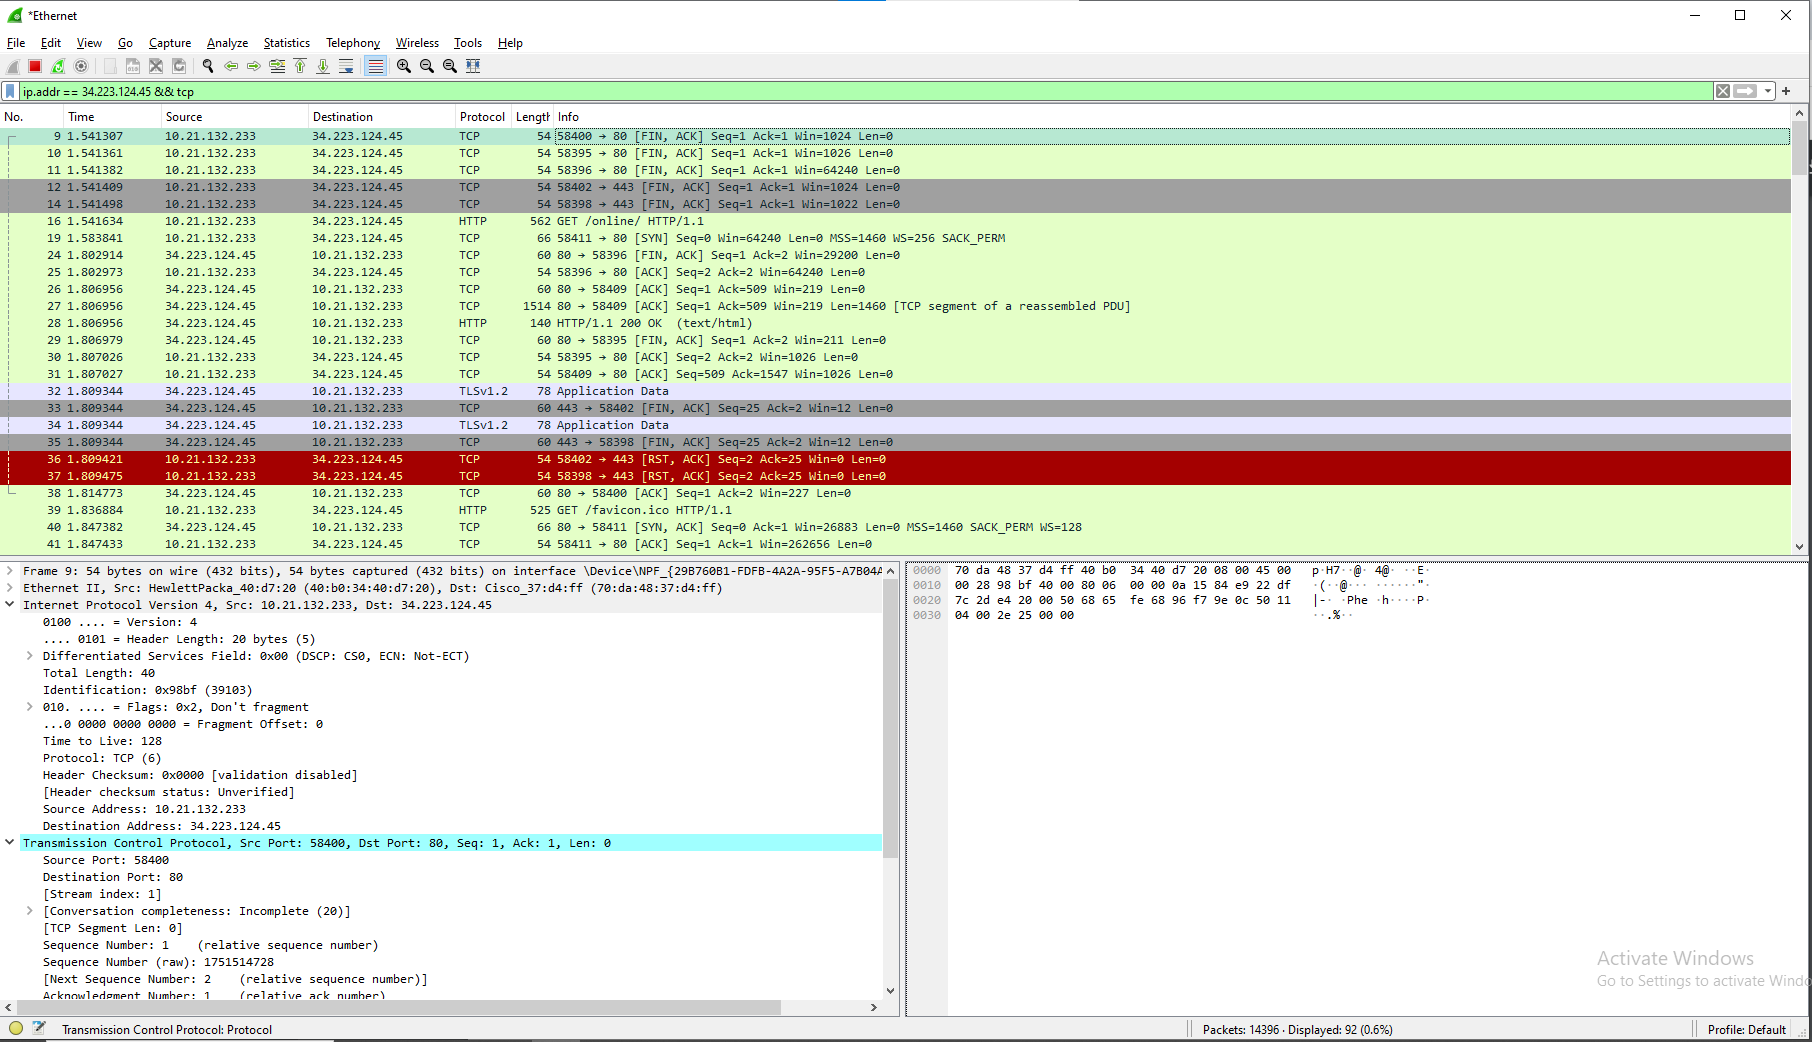 *Ethernet
File Edit View Go Capture Analyze Statistics Telephony Wireless Tools Help
ip.addr == 34.223.124.45 && tcp
No. Time Source Destination Protocol Length Info
9 1.541307 10.21.132.233 34.223.124.45 TCP 54 58400 → 80 [FIN, ACK] Seq=1 Ack=1 Win=1024 Len=0
10 1.541361 10.21.132.233 34.223.124.45 TCP 54 58395 → 80 [FIN, ACK] Seq=1 Ack=1 Win=1026 Len=0
11 1.541382 10.21.132.233 34.223.124.45 TCP 54 58396 → 80 [FIN, ACK] Seq=1 Ack=1 Win=64240 Len=0
12 1.541409 10.21.132.233 34.223.124.45 TCP 54 58402 → 443 [FIN, ACK] Seq=1 Ack=1 Win=1024 Len=0
14 1.541498 10.21.132.233 34.223.124.45 TCP 54 58398 → 443 [FIN, ACK] Seq=1 Ack=1 Win=1022 Len=0
16 1.541634 10.21.132.233 34.223.124.45 HTTP 562 GET /online/ HTTP/1.1
19 1.583841 10.21.132.233 34.223.124.45 TCP 66 58411 → 80 [SYN] Seq=0 Win=64240 Len=0 MSS=1460 WS=256 SACK_PERM
24 1.802914 34.223.124.45 10.21.132.233 TCP 60 80 → 58396 [FIN, ACK] Seq=1 Ack=2 Win=29200 Len=0
25 1.802973 10.21.132.233 34.223.124.45 TCP 54 58396 → 80 [ACK] Seq=2 Ack=2 Win=64240 Len=0
26 1.806956 34.223.124.45 10.21.132.233 TCP 60 80 → 58409 [ACK] Seq=1 Ack=509 Win=219 Len=0
27 1.806956 34.223.124.45 10.21.132.233 TCP 1514 80 → 58409 [ACK] Seq=1 Ack=509 Win=219 Len=1460 [TCP segment of a reassembled PDU]
28 1.806956 34.223.124.45 10.21.132.233 HTTP 140 HTTP/1.1 200 OK (text/html)
29 1.806979 34.223.124.45 10.21.132.233 TCP 60 80 → 58395 [FIN, ACK] Seq=1 Ack=2 Win=211 Len=0
30 1.807026 10.21.132.233 34.223.124.45 TCP 54 58395 → 80 [ACK] Seq=2 Ack=2 Win=1026 Len=0
31 1.807027 10.21.132.233 34.223.124.45 TCP 54 58409 → 80 [ACK] Seq=509 Ack=1547 Win=1026 Len=0
32 1.809344 34.223.124.45 10.21.132.233 TLSv1.2 78 Application Data
33 1.809344 34.223.124.45 10.21.132.233 TCP 60 443 → 58402 [FIN, ACK] Seq=25 Ack=2 Win=12 Len=0
34 1.809344 34.223.124.45 10.21.132.233 TLSv1.2 78 Application Data
35 1.809344 34.223.124.45 10.21.132.233 TCP 60 443 → 58398 [FIN, ACK] Seq=25 Ack=2 Win=12 Len=0
36 1.809421 10.21.132.233 34.223.124.45 TCP 54 58402 → 443 [RST, ACK] Seq=2 Ack=25 Win=0 Len=0
37 1.809475 10.21.132.233 34.223.124.45 TCP 54 58398 → 443 [RST, ACK] Seq=2 Ack=25 Win=0 Len=0
38 1.814773 34.223.124.45 10.21.132.233 TCP 60 80 → 58400 [ACK] Seq=1 Ack=2 Win=227 Len=0
39 1.836884 10.21.132.233 34.223.124.45 HTTP 525 GET /favicon.ico HTTP/1.1
40 1.847382 34.223.124.45 10.21.132.233 TCP 66 80 → 58411 [SYN, ACK] Seq=0 Ack=1 Win=26883 Len=0 MSS=1460 SACK_PERM WS=128
41 1.847433 10.21.132.233 34.223.124.45 TCP 54 58411 → 80 [ACK] Seq=1 Ack=1 Win=262656 Len=0
Frame 9: 54 bytes on wire (432 bits), 54 bytes captured (432 bits) on interface \Device\NPF_{29B760B1-FDFB-4A2A-95F5-A7B04A
Ethernet II, Src: HewlettPacka_40:d7:20 (40:b0:34:40:d7:20), Dst: Cisco_37:d4:ff (70:da:48:37:d4:ff)
Internet Protocol Version 4, Src: 10.21.132.233, Dst: 34.223.124.45
0100 .... = Version: 4
.... 0101 = Header Length: 20 bytes (5)
Differentiated Services Field: 0x00 (DSCP: CS0, ECN: Not-ECT)
Total Length: 40
Identification: 0x98bf (39103)
010. .... = Flags: 0x2, Don't fragment
...0 0000 0000 0000 = Fragment Offset: 0
Time to Live: 128
Protocol: TCP (6)
Header Checksum: 0x0000 [validation disabled]
[Header checksum status: Unverified]
Source Address: 10.21.132.233
Destination Address: 34.223.124.45
Transmission Control Protocol, Src Port: 58400, Dst Port: 80, Seq: 1, Ack: 1, Len: 0
Source Port: 58400
Destination Port: 80
[Stream index: 1]
[Conversation completeness: Incomplete (20)]
[TCP Segment Len: 0]
Sequence Number: 1 (relative sequence number)
Sequence Number (raw): 1751514728
[Next Sequence Number: 2 (relative sequence number)]
Acknowledgment Number: 1 (relative ack number)
0000 70 da 48 37 d4 ff 40 b0 34 40 d7 20 08 00 45 00 p·H7··@· 4@· ··E·
0010 00 28 98 bf 40 00 80 06 00 00 0a 15 84 e9 22 df ·(··@··· ······"·
0020 7c 2d e4 20 00 50 68 65 fe 68 96 f7 9e 0c 50 11 |-· ·Phe ·h····P·
0030 04 00 2e 25 00 00 ··.%··
Activate Windows
Go to Settings to activate Windo
Transmission Control Protocol: Protocol
Packets: 14396 · Displayed: 92 (0.6%)
Profile: Default